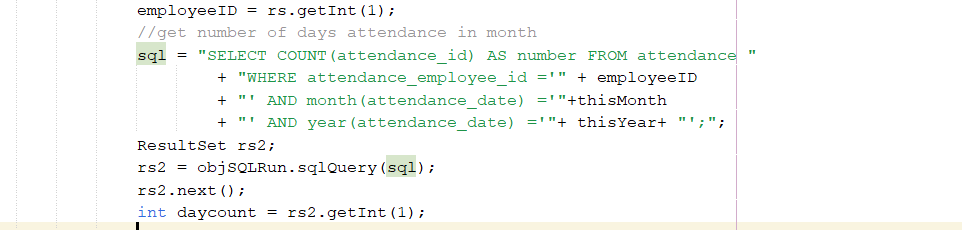 employeeID = rs.getInt(1);
//get number of days attendance in month
sql = "SELECT COUNT(attendance_id) AS number FROM attendance "
+ "WHERE attendance_employee_id ='" + employeeID
+ "' AND month(attendance_date) ='"+thisMonth
+ "' AND year(attendance_date) ='"+ thisYear+ "';";
ResultSet rs2;
rs2 = objSQLRun.sqlQuery(sql);
rs2.next();
int daycount = rs2.getInt(1);